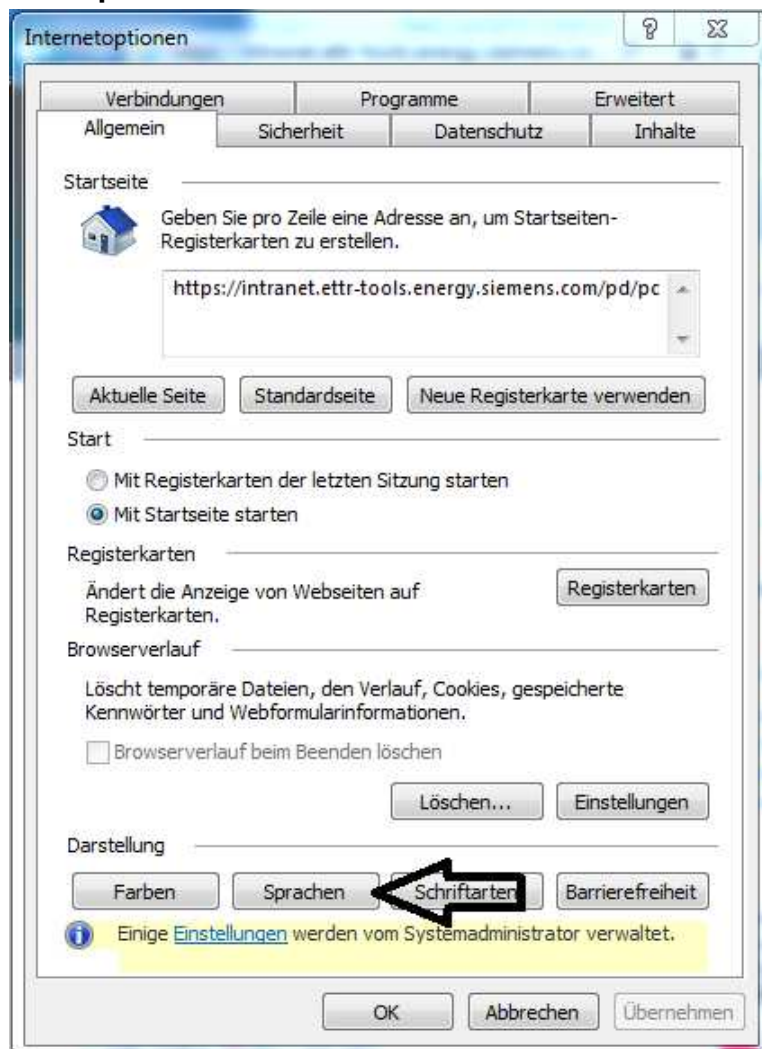 Internetoptionen
Verbindungen Programme Erweitert
Allgemein Sicherheit Datenschutz Inhalte
Startseite
Geben Sie pro Zeile eine Adresse an, um Startseiten-
Registerkarten zu erstellen.
https://intranet.ettr-tools.energy.siemens.com/pd/pc
Aktuelle Seite Standardseite Neue Registerkarte verwenden
Start
Mit Registerkarten der letzten Sitzung starten
Mit Startseite starten
Registerkarten
Ändert die Anzeige von Webseiten auf
Registerkarten.
Registerkarten
Browserverlauf
Löscht temporäre Dateien, den Verlauf, Cookies, gespeicherte
Kennwörter und Webformularinformationen.
Browserverlauf beim Beenden löschen
Löschen... Einstellungen
Darstellung
Farben Sprachen Schriftarten Barrierefreiheit
Einige Einstellungen werden vom Systemadministrator verwaltet.
OK Abbrechen Übernehmen